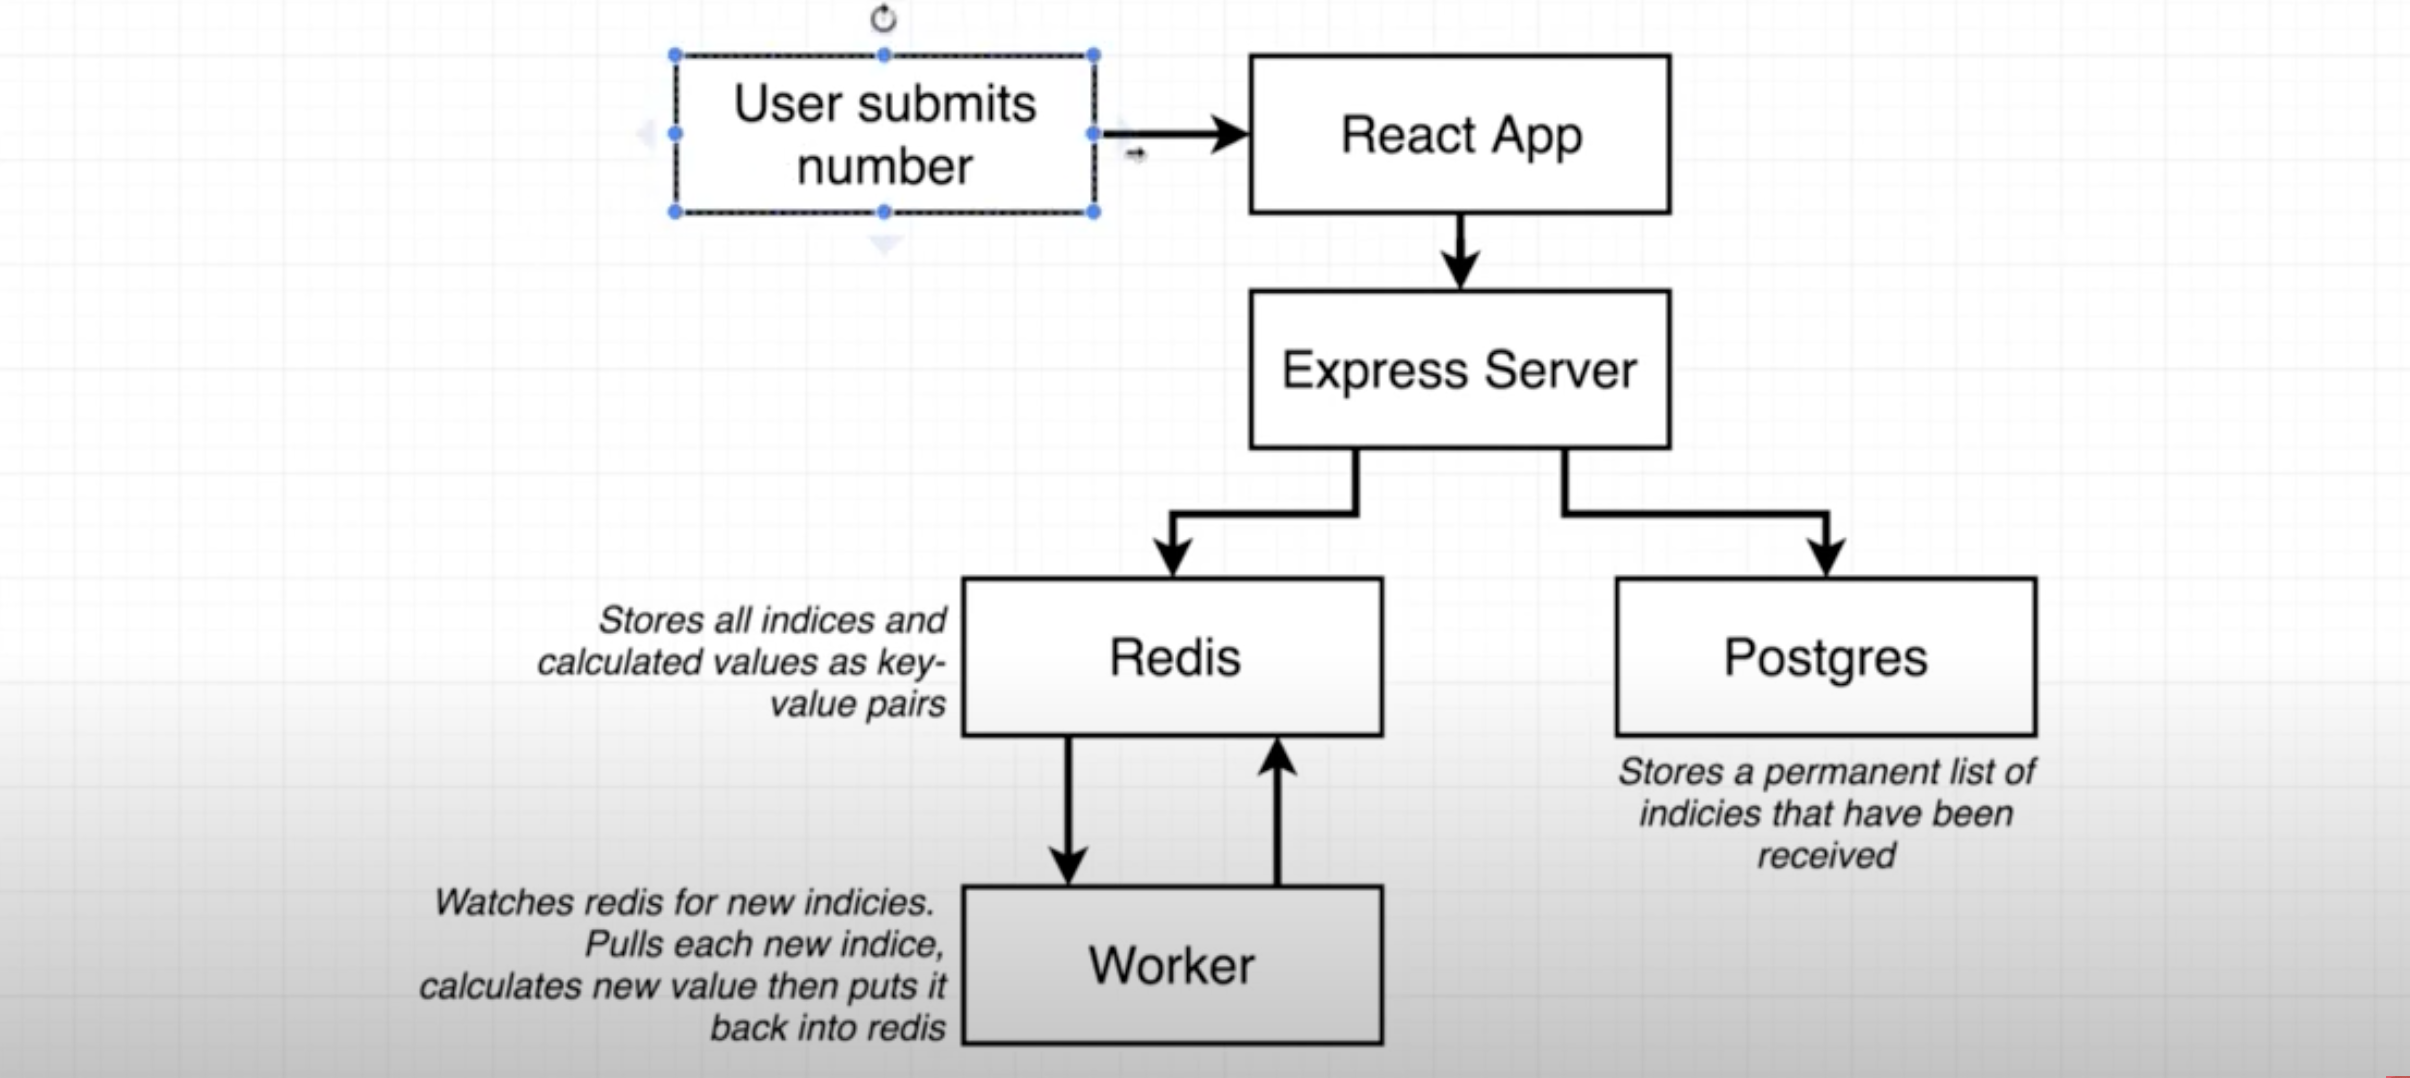 User submits
number
React App
Express Server
Stores all indices and
calculated values as key-
value pairs
Redis
Postgres
Stores a permanent list of
indicies that have been
received
Watches redis for new indicies.
Pulls each new indice,
calculates new value then puts it
back into redis
Worker